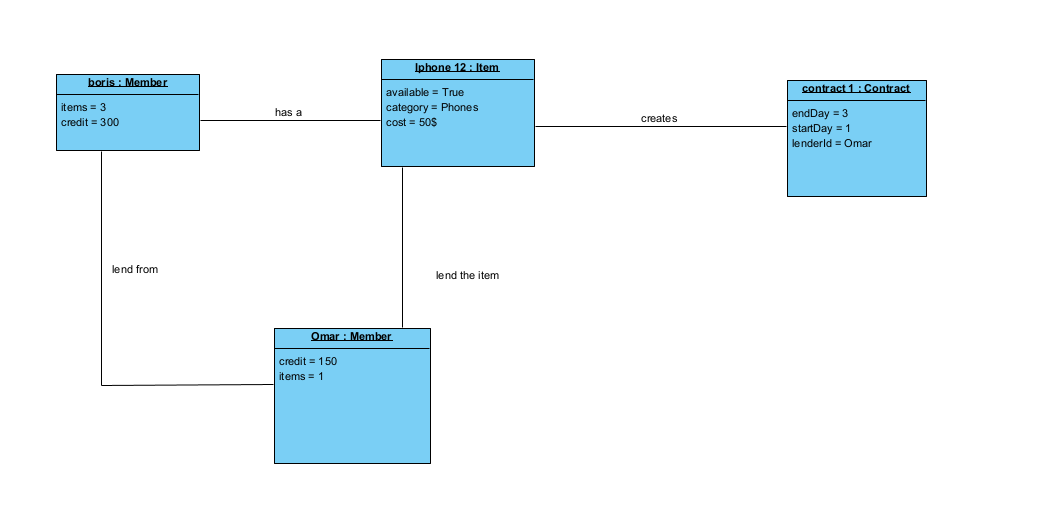 boris : Member
items = 3
credit = 300
has a
Iphone 12 : Item
available = True
category = Phones
cost = 50$
creates
contract 1 : Contract
endDay = 3
startDay = 1
lenderId = Omar
lend from
lend the item
Omar : Member
credit = 150
items = 1